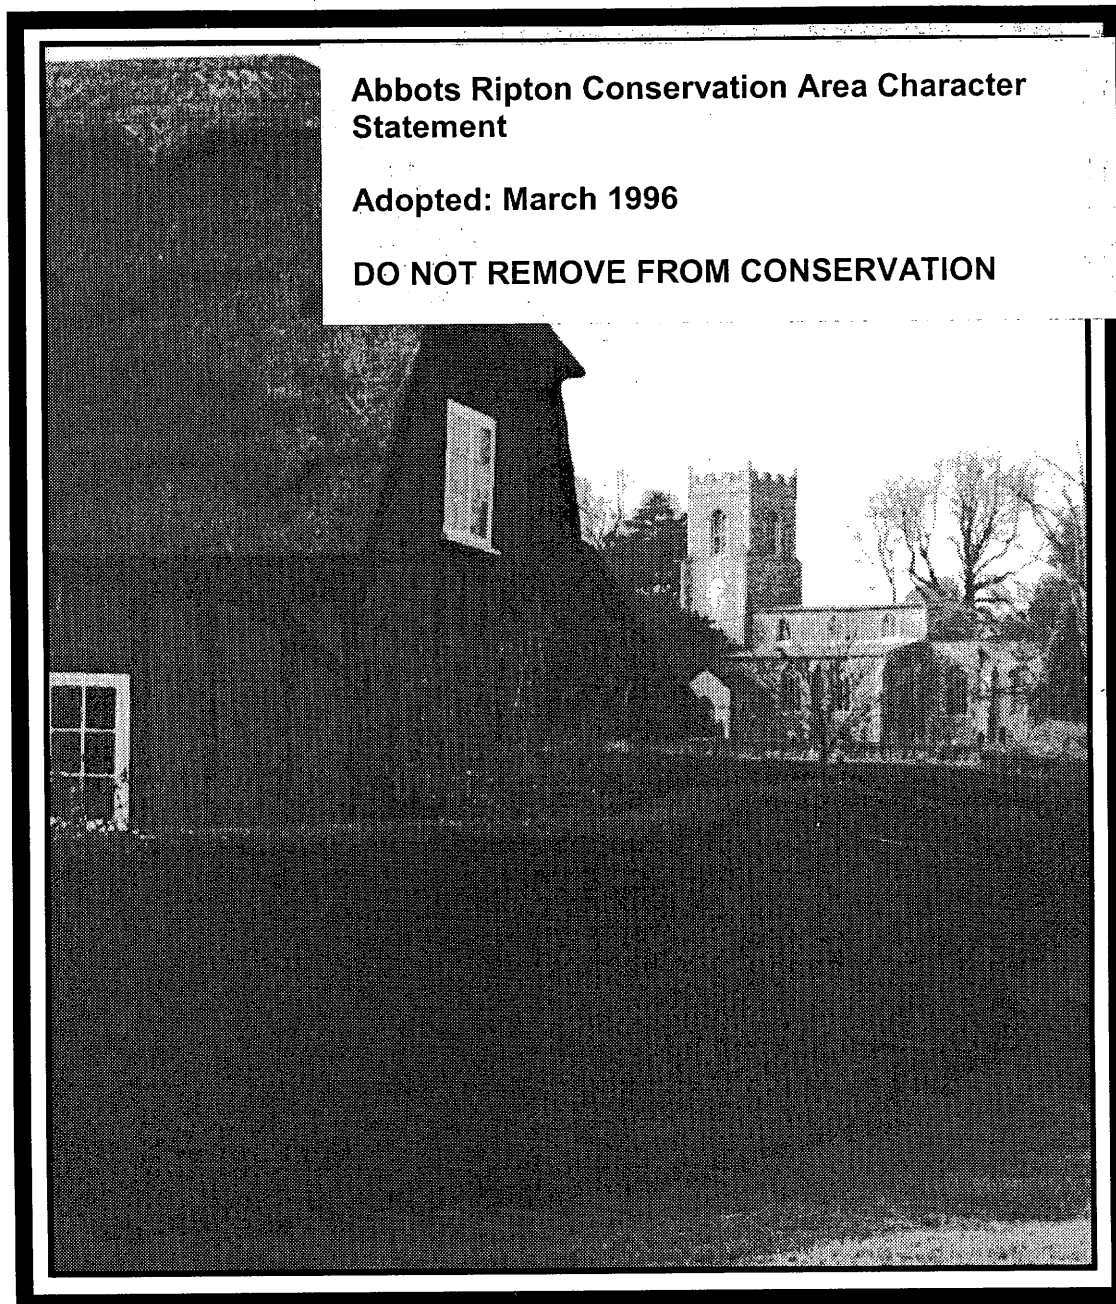 Abbots Ripton Conservation Area Character
Statement
Adopted: March 1996
DO NOT REMOVE FROM CONSERVATION